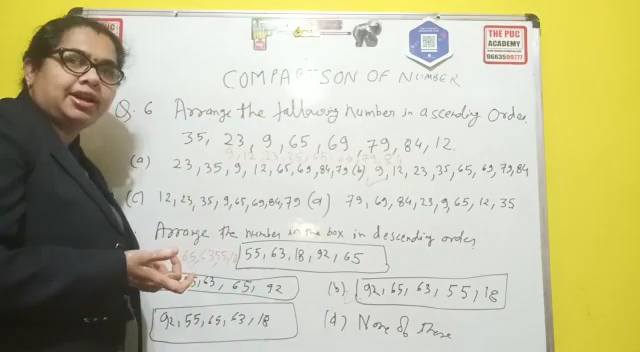 THE PUC
THE PUC
ACADEMY
9663599777
COMPARISON OF NUMBER
Q. 6 Arrange the following number in ascending Order.
35, 23, 9, 65, 69, 79, 84, 12.
(a) 23, 35, 9, 12, 65, 69, 84, 79 (b) 9, 12, 23, 35, 65, 69, 79, 84
(c) 12, 23, 35, 9, 65, 69, 84, 79 (d) 79, 69, 84, 23, 9, 65, 12, 35
Arrange the number in the box in descending order
55, 63, 18, 92, 65
63, 65, 92 (b) 92, 65, 63, 55, 18
92, 55, 65, 63, 18 (d) None of these